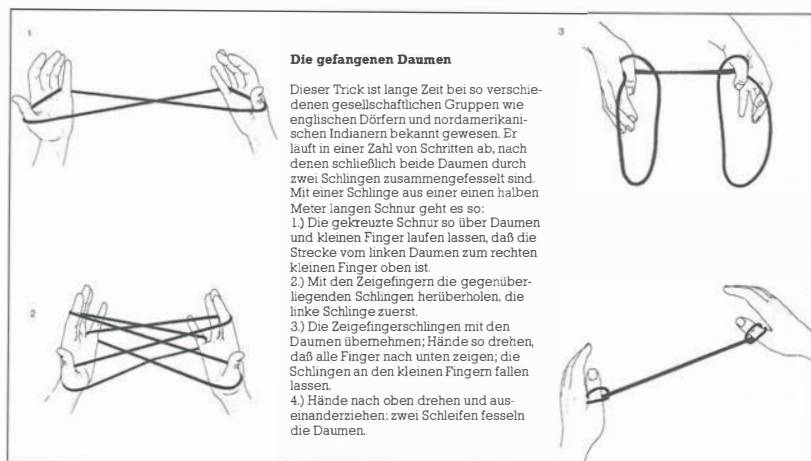 1
Die gefangenen Daumen
Dieser Trick ist lange Zeit bei so verschie-
denen gesellschaftlichen Gruppen wie
englischen Dörfern und nordamerikani-
schen Indianern bekannt gewesen. Er
läuft in einer Zahl von Schritten ab, nach
denen schließlich beide Daumen durch
zwei Schlingen zusammengefesselt sind.
Mit einer Schlinge aus einer einen halben
Meter langen Schnur geht es so:
1.) Die gekreuzte Schnur so über Daumen
und kleinen Finger laufen lassen, daß die
Strecke vom linken Daumen zum rechten
kleinen Finger oben ist.
2.) Mit den Zeigefingern die gegenüber-
liegenden Schlingen herüberholen, die
linke Schlinge zuerst.
3.) Die Zeigefingerschlingen mit den
Daumen übernehmen; Hände so drehen,
daß alle Finger nach unten zeigen; die
Schlingen an den kleinen Fingern fallen
lassen.
4.) Hände nach oben drehen und aus-
einanderziehen: zwei Schleifen fesseln
die Daumen.
2
3